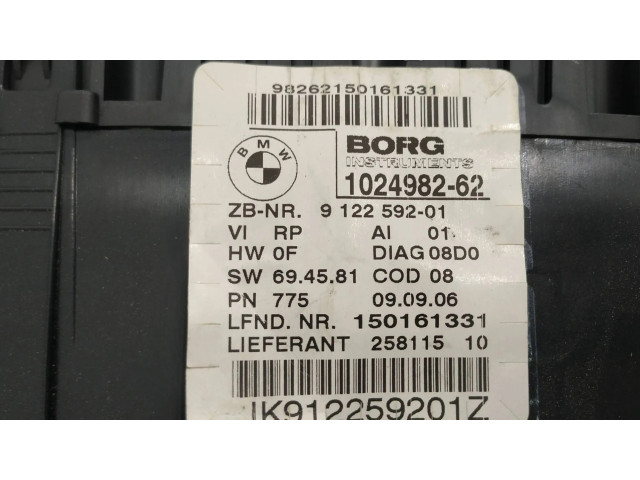 98262150161331
BMW
BORG
INSTRUMENTS
1024982-62
ZB-NR. 9 122 592-01
VI RP AI 01
HW 0F DIAG 08D0
SW 69.45.81 COD 08
PN 775 09.09.06
LFND. NR. 150161331
LIEFERANT 258115 10
IK912259201Z